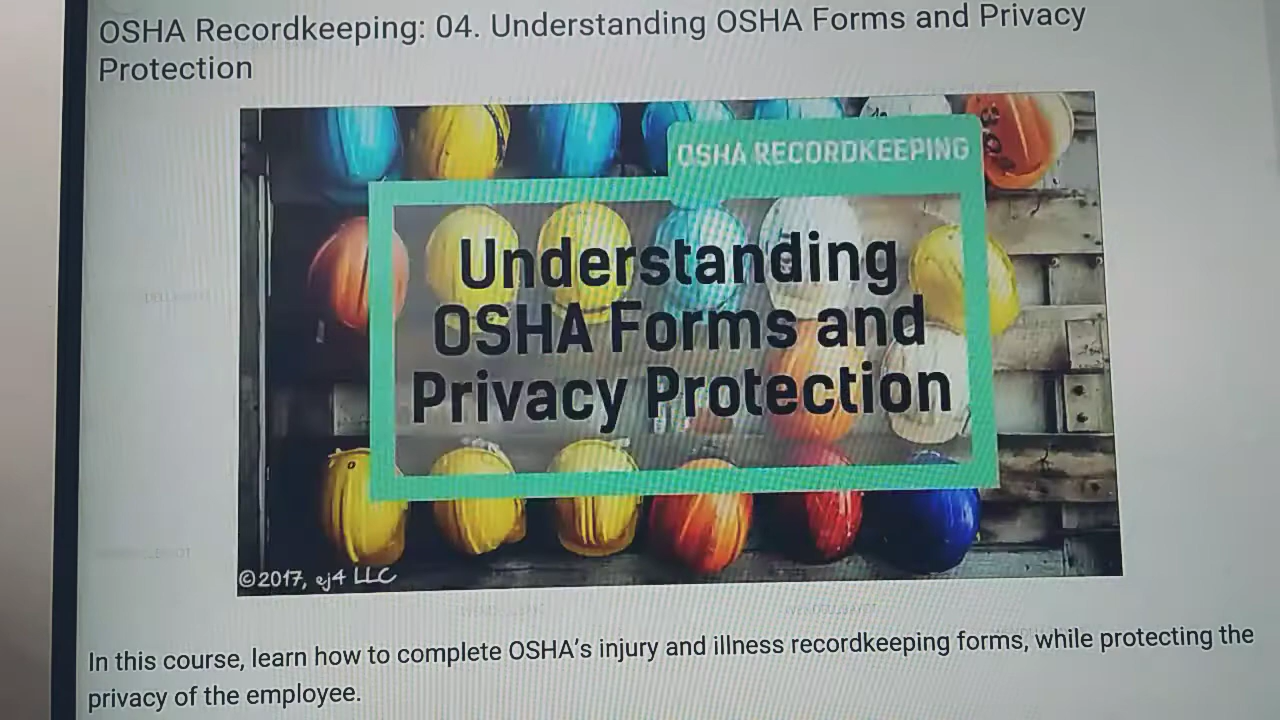 OSHA Recordkeeping: 04. Understanding OSHA Forms and Privacy
Protection
OSHA RECORDKEEPING
Understanding
OSHA Forms and
Privacy Protection
©2017, ej4 LLC
In this course, learn how to complete OSHA's injury and illness recordkeeping forms, while protecting the
privacy of the employee.